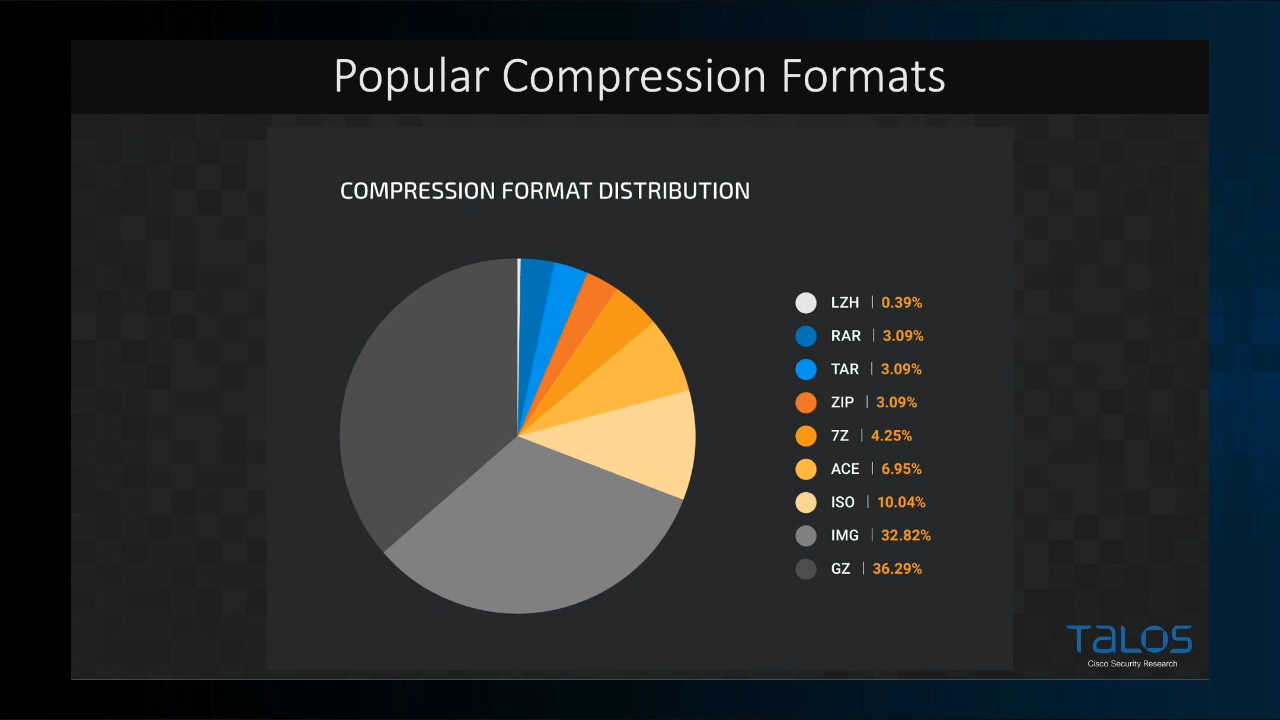 Popular Compression Formats
COMPRESSION FORMAT DISTRIBUTION
LZH | 0.39%
RAR | 3.09%
TAR | 3.09%
ZIP | 3.09%
7Z | 4.25%
ACE | 6.95%
ISO | 10.04%
IMG | 32.82%
GZ | 36.29%
TALOS
Cisco Security Research